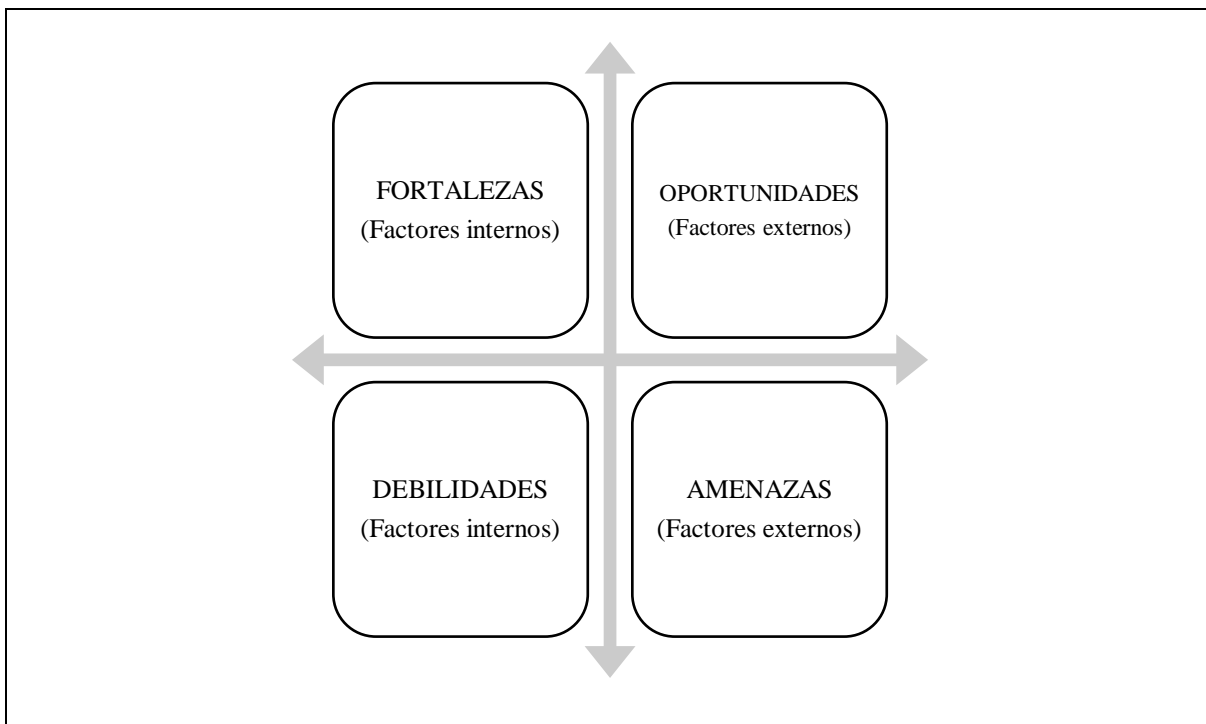 FORTALEZAS
(Factores internos)
OPORTUNIDADES
(Factores externos)
DEBILIDADES
(Factores internos)
AMENAZAS
(Factores externos)